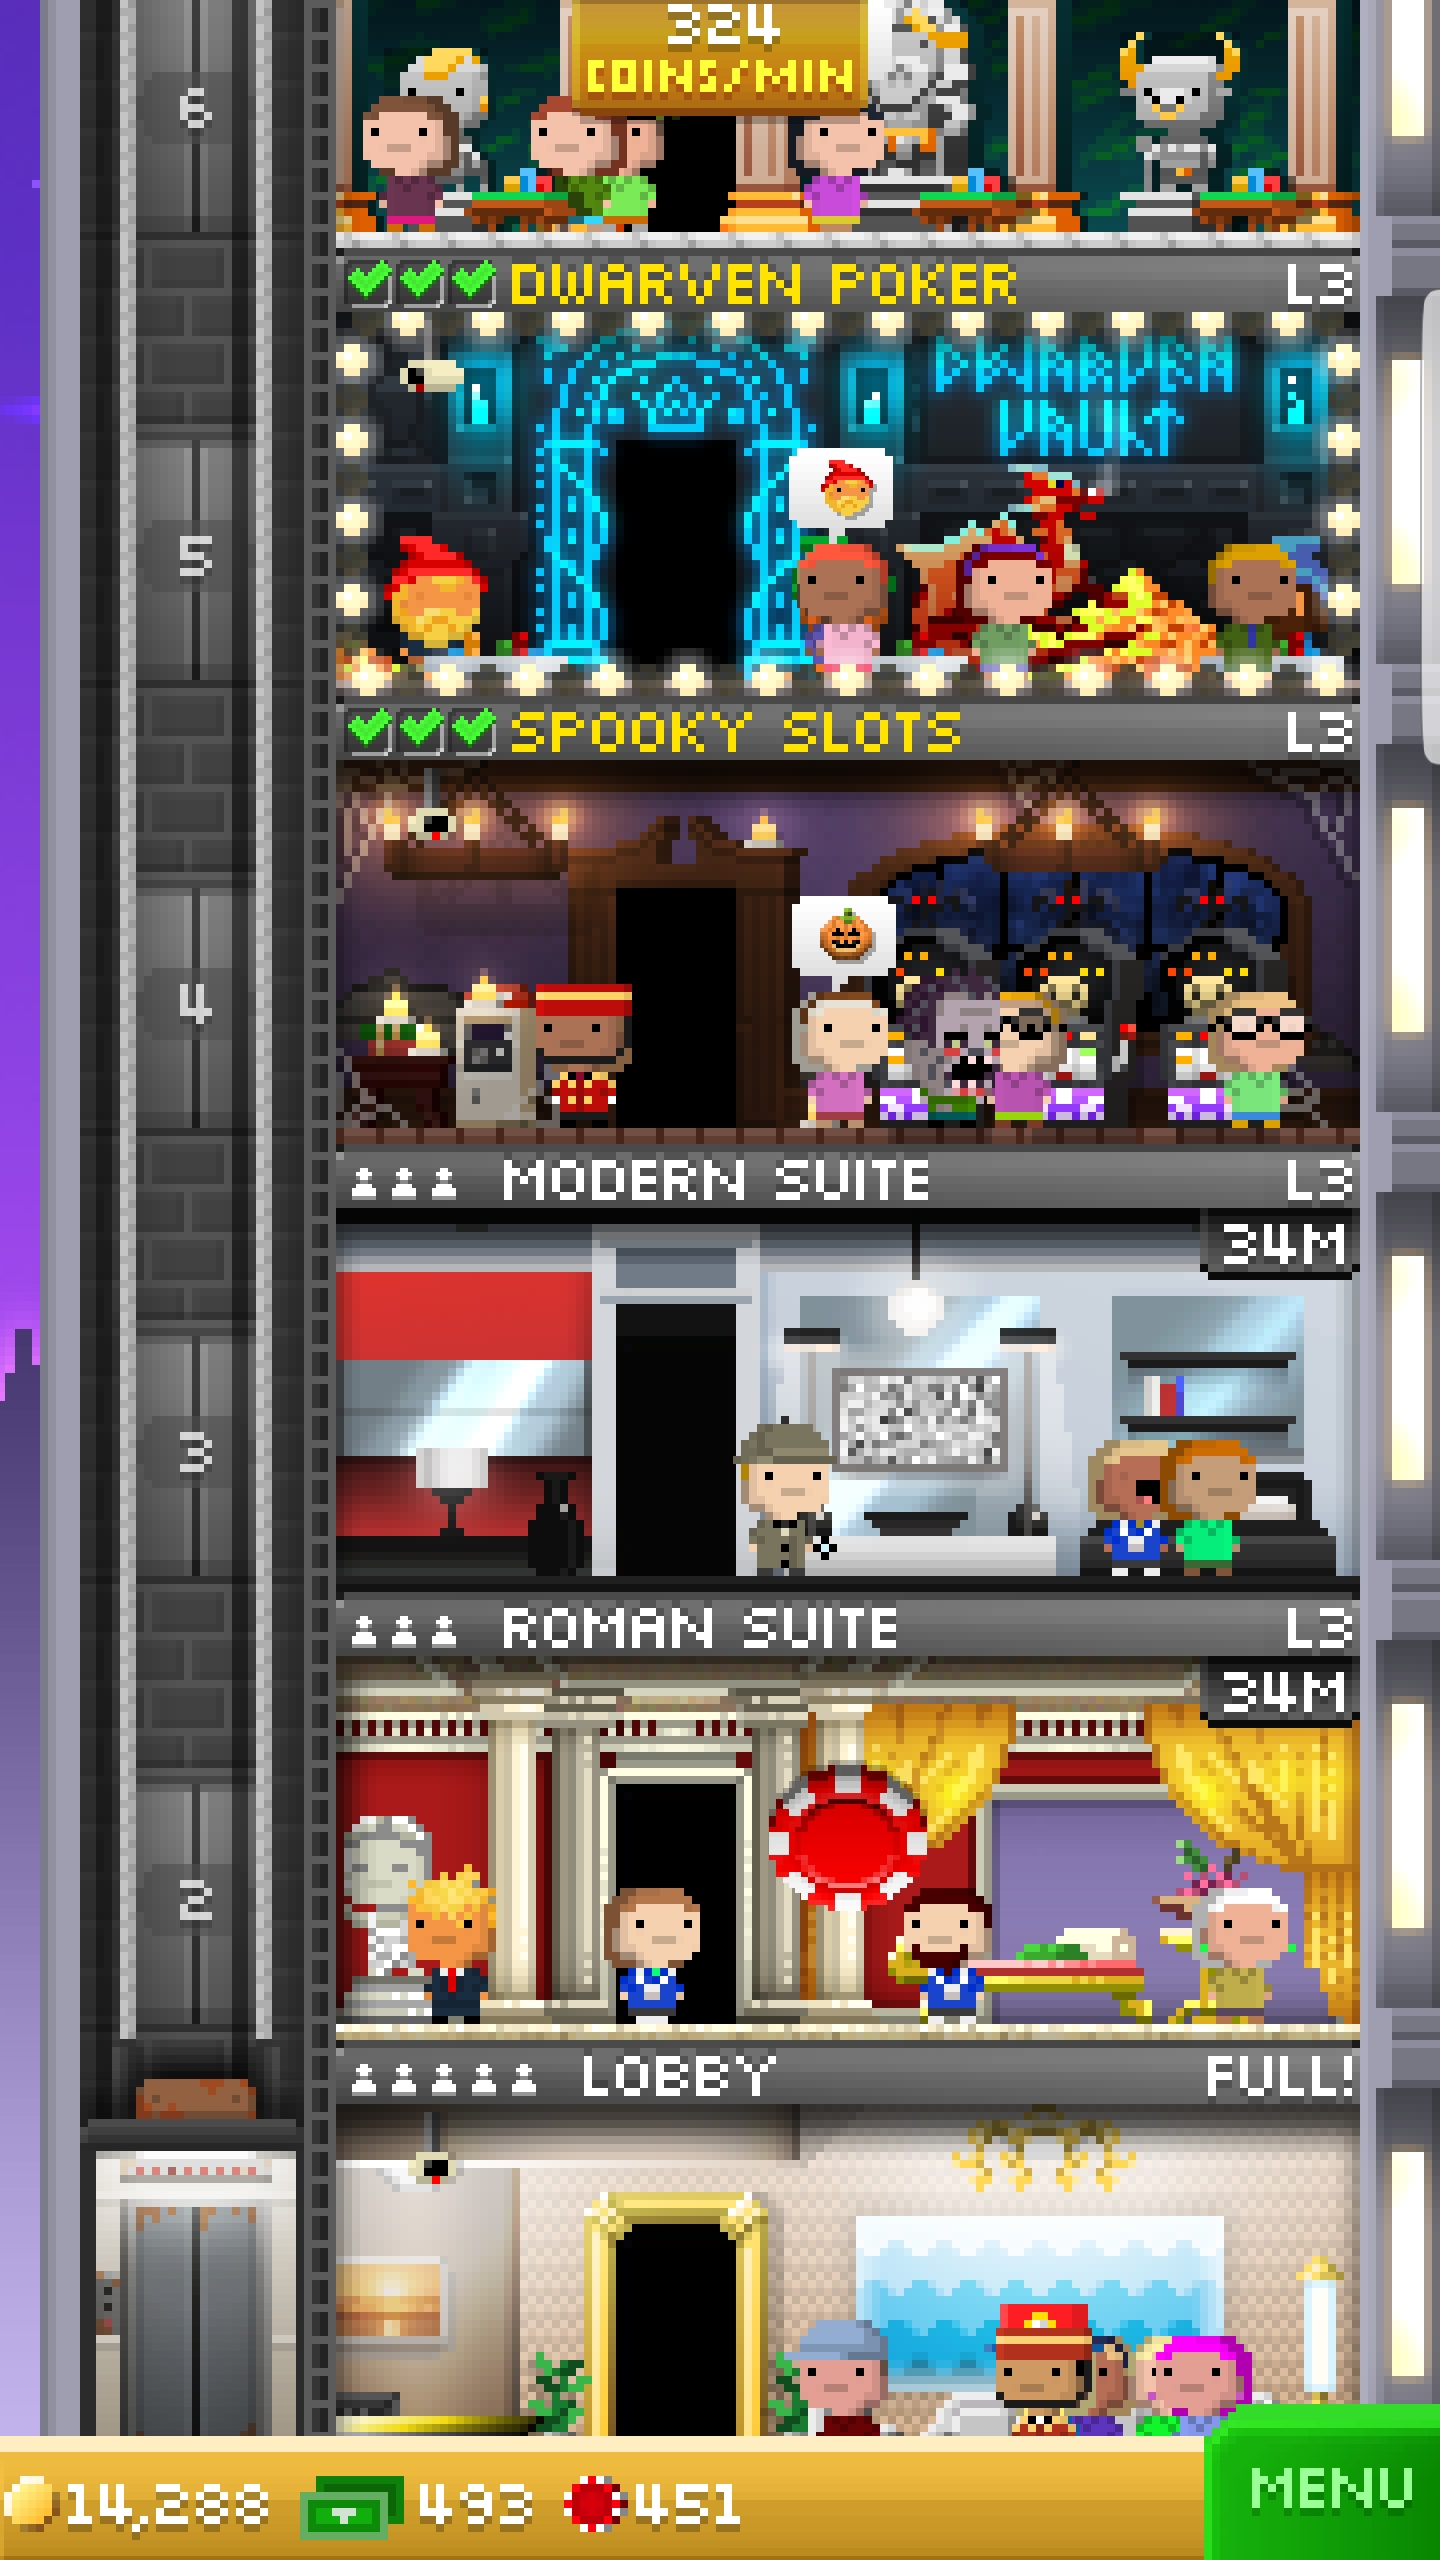 324
COINS/MIN
6
DWARVEN POKER L3
DWARVEN
VAULT
5
SPOOKY SLOTS L3
4
MODERN SUITE L3
34M
3
ROMAN SUITE L3
34M
2
LOBBY FULL!
14,288 493 451 MENU